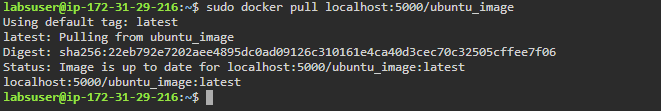 labsuser@ip-172-31-29-216:~$ sudo docker pull localhost:5000/ubuntu_image
Using default tag: latest
latest: Pulling from ubuntu_image
Digest: sha256:22eb792e7202aee4895dc0ad09126c310161e4ca40d3cec70c32505cffee7f06
Status: Image is up to date for localhost:5000/ubuntu_image:latest
localhost:5000/ubuntu_image:latest
labsuser@ip-172-31-29-216:~$